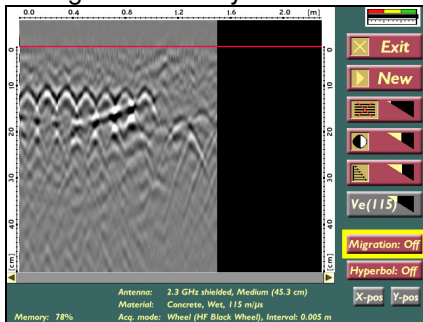 0.0 0.4 0.8 1.2 1.6 2.0 [m]
0
10
20
30
40
[cm]
0
10
20
30
40
[cm]
Exit
New
Ve(115)
Migration: Off
Hyperbol: Off
X-pos Y-pos
Antenna: 2.3 GHz shielded, Medium (45.3 cm)
Material: Concrete, Wet, 115 m/µs
Memory: 78% Acq. mode: Wheel (HF Black Wheel), Interval: 0.005 m